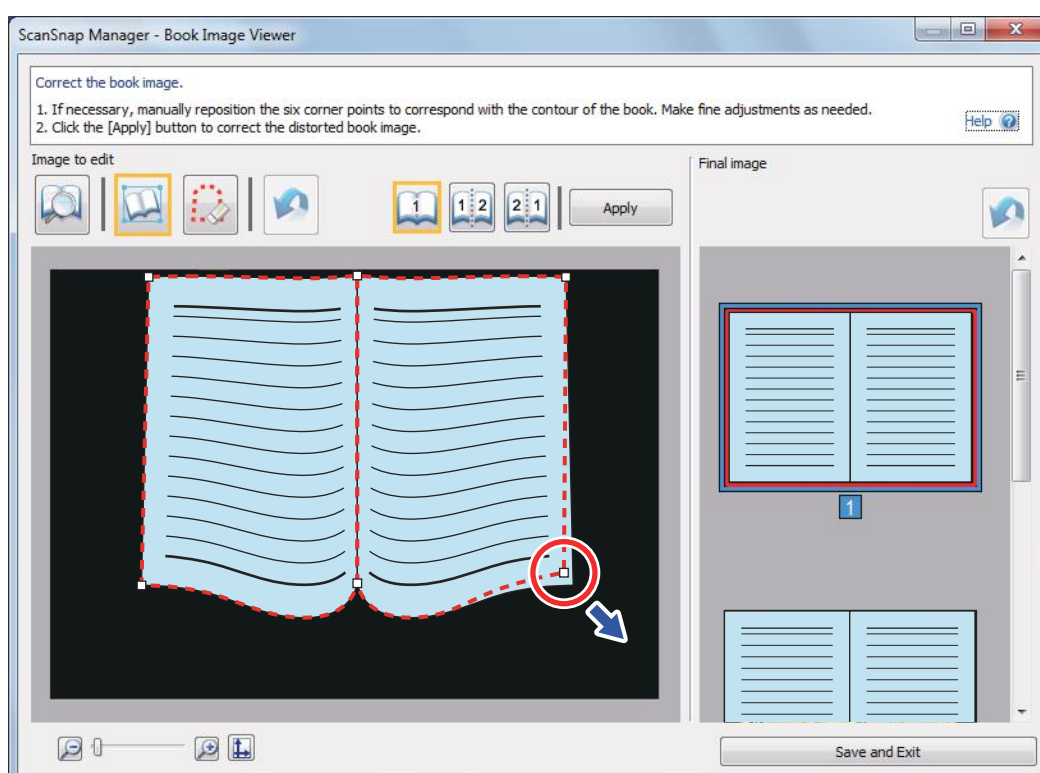 ScanSnap Manager - Book Image Viewer
Correct the book image.
1. If necessary, manually reposition the six corner points to correspond with the contour of the book. Make fine adjustments as needed.
2. Click the [Apply] button to correct the distorted book image.
Help
Image to edit
Final image
1
1 2
2 1
Apply
1
Save and Exit